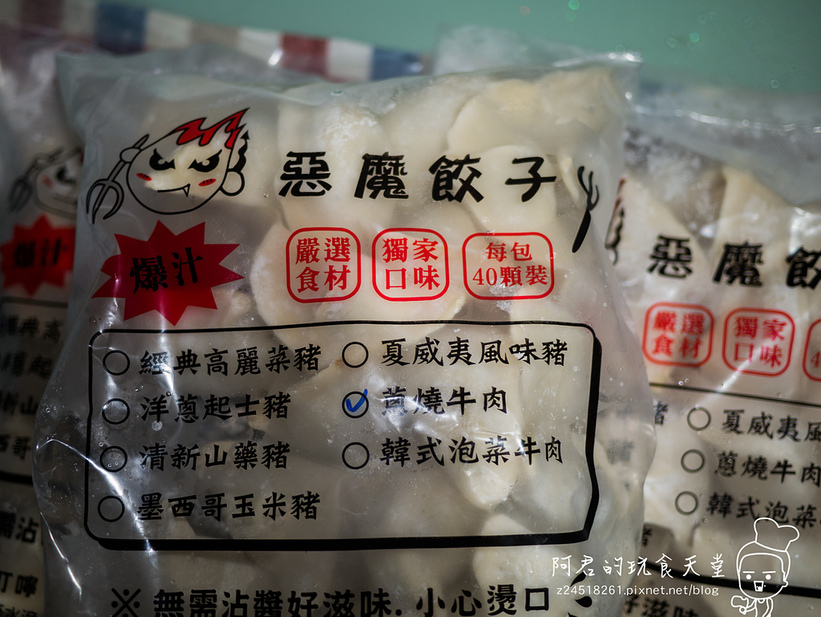 惡魔餃子
爆汁
嚴選
食材
獨家
口味
每包
40顆裝
經典高麗菜豬
夏威夷風味豬
洋蔥起士豬
蔥燒牛肉
清新山藥豬
韓式泡菜牛肉
墨西哥玉米豬
※ 無需沾醬好滋味. 小心燙口
爆汁
惡魔餃
嚴選
食材
獨家
口味
夏威夷風
蔥燒牛肉
韓式泡菜
阿君的玩食天堂
z24518261.pixnet.net/blog